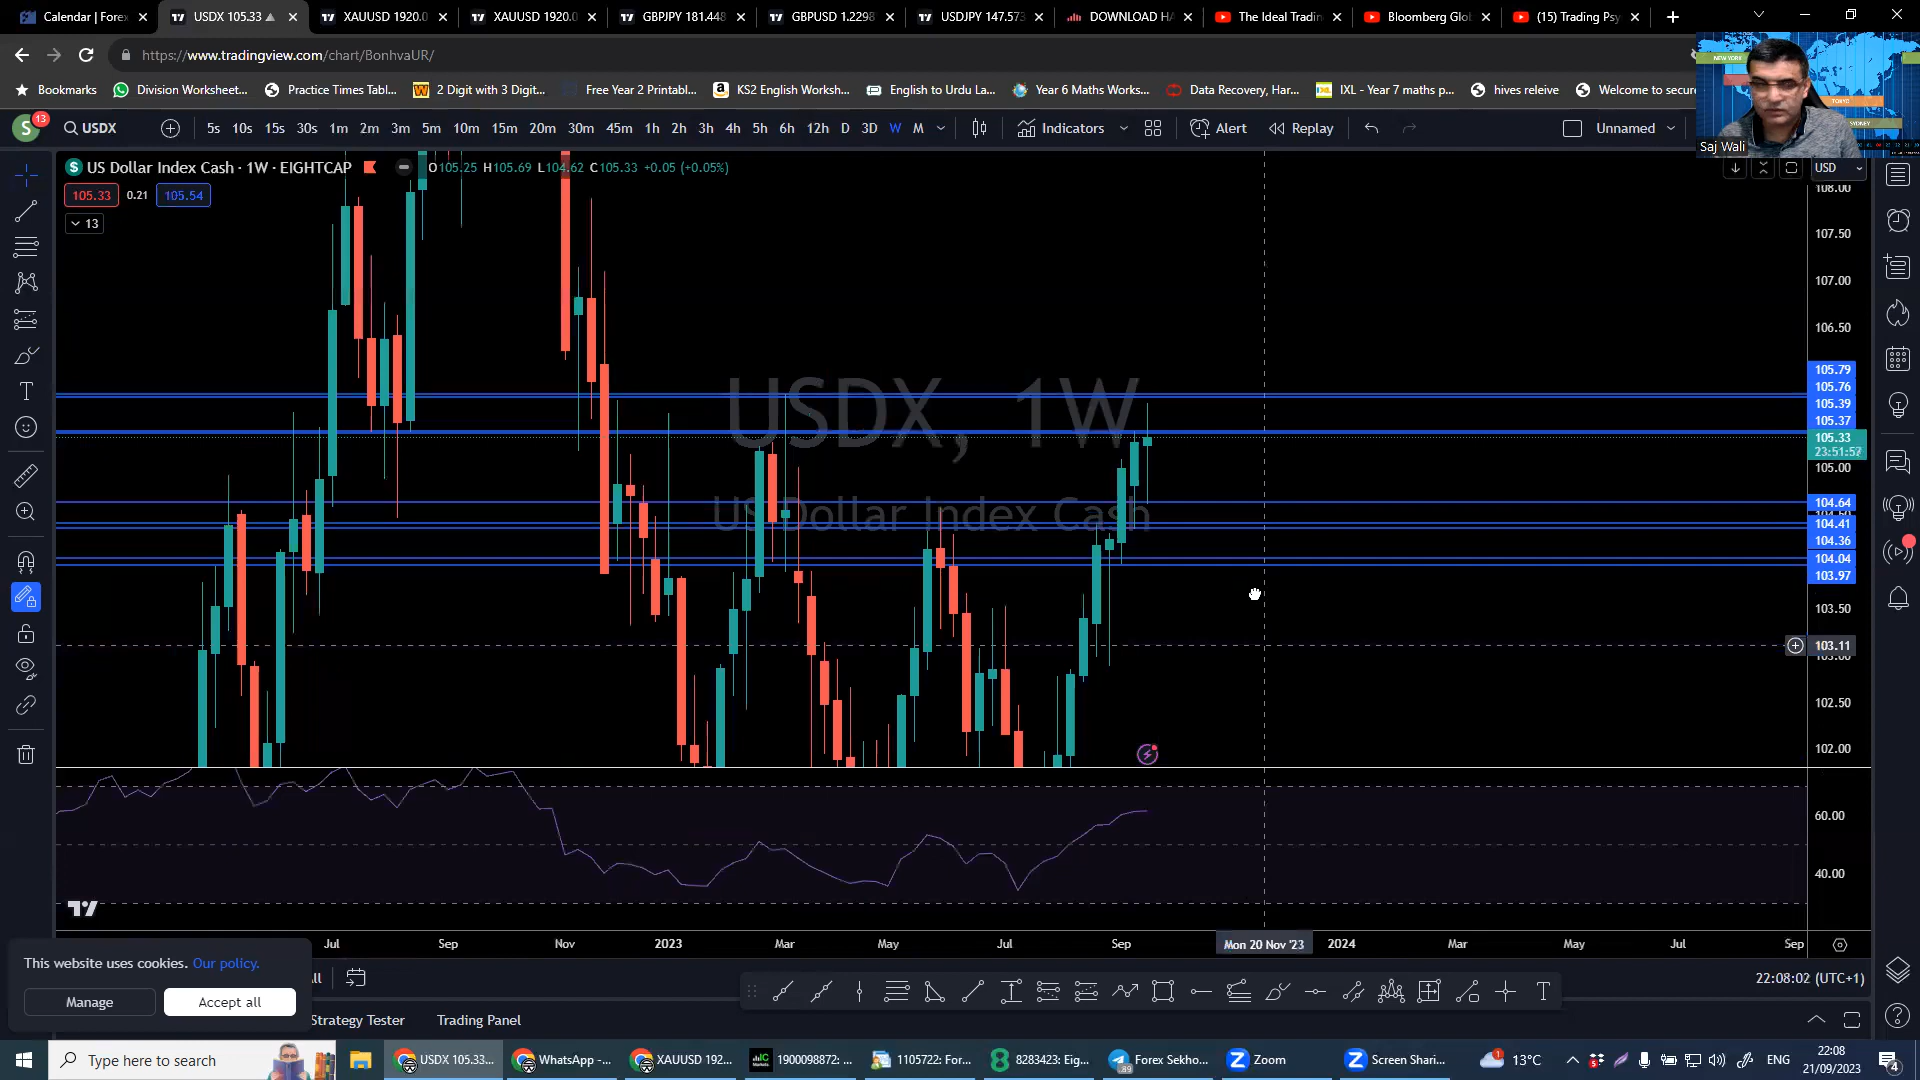 Calendar | Forex
USDX 105.33 ▲
XAUUSD 1920.0
XAUUSD 1920.0
GBPJPY 181.448
GBPUSD 1.2298
USDJPY 147.573
DOWNLOAD HA
The Ideal Tradin
Bloomberg Glo
(15) Trading Psy
https://www.tradingview.com/chart/BonhvaUR/
Bookmarks
Division Worksheet...
Practice Times Tabl...
2 Digit with 3 Digit...
Free Year 2 Printabl...
KS2 English Worksh...
English to Urdu La...
Year 6 Maths Works...
Data Recovery, Har...
IXL - Year 7 maths p...
hives releive
Welcome to secure
NEW YORK
TOKYO
SYDNEY
Saj Wali
S 13 USDX 5s 10s 15s 30s 1m 2m 3m 5m 10m 15m 20m 30m 45m 1h 2h 3h 4h 5h 6h 12h D 3D W M Indicators Alert Replay Unnamed
US Dollar Index Cash · 1W · EIGHTCAP O105.25 H105.69 L104.62 C105.33 +0.05 (+0.05%)
USD
105.33 0.21 105.54
13
USDX, 1W
US Dollar Index Cash
108.00
107.50
107.00
106.50
105.79
105.76
105.39
105.37
105.33
23:51:57
105.00
104.64
104.41
104.36
104.04
103.97
103.50
103.11
102.50
102.00
60.00
40.00
Jul Sep Nov 2023 Mar May Jul Sep Mon 20 Nov '23 2024 Mar May Jul Sep
This website uses cookies. Our policy.
Manage Accept all
22:08:02 (UTC+1)
Strategy Tester Trading Panel
Type here to search
USDX 105.33...
WhatsApp -...
XAUUSD 192...
1900098872: ...
1105722: For...
8283423: Eig...
Forex Sekho...
Zoom
Screen Shari...
13°C
ENG
22:08
21/09/2023
4